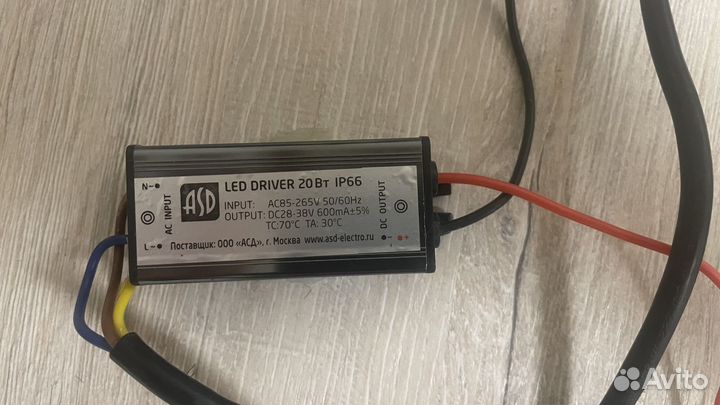 N~
AC INPUT
L~
ASD
LED DRIVER 20Вт IP66
INPUT: AC85-265V 50/60Hz
OUTPUT: DC28-38V 600mA±5%
TC:70°C TA: 30°C
Поставщик: ООО «АСД», г. Москва www.asd-electro.ru
DC OUTPUT
- +
Avito